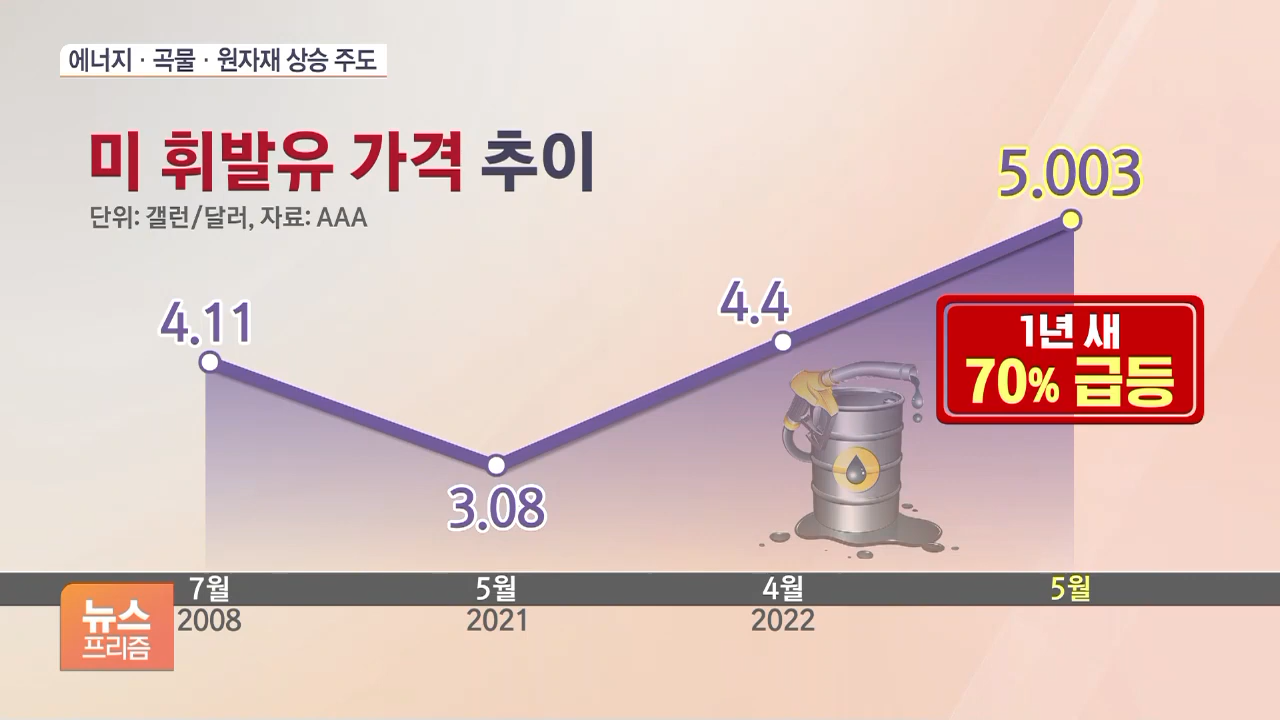 에너지 · 곡물 · 원자재 상승 주도
미 휘발유 가격 추이
단위: 갤런/달러, 자료: AAA
4.11
3.08
4.4
5.003
1년 새
70% 급등
7월
5월
4월
5월
2008
2021
2022
뉴스
프리즘